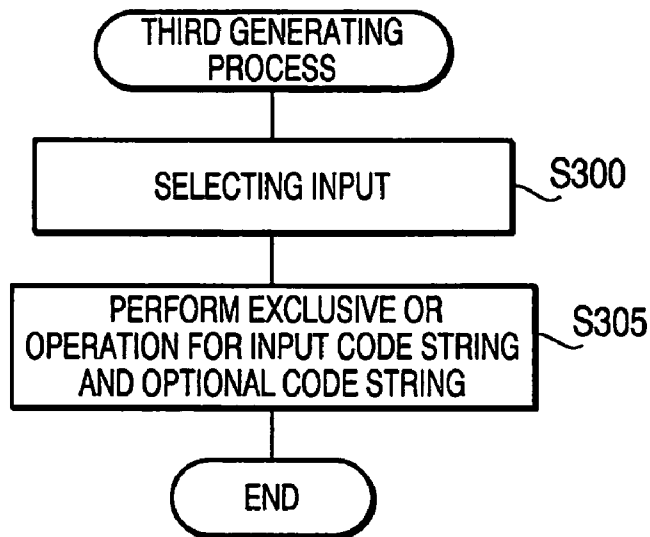 THIRD GENERATING
PROCESS
SELECTING INPUT
S300
PERFORM EXCLUSIVE OR
OPERATION FOR INPUT CODE STRING
AND OPTIONAL CODE STRING
S305
END